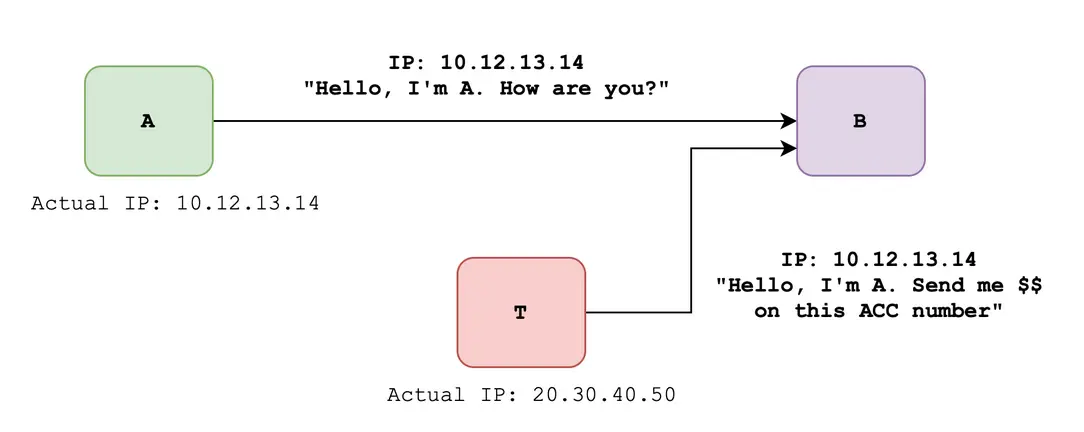 IP: 10.12.13.14
"Hello, I'm A. How are you?"
A
B
Actual IP: 10.12.13.14
IP: 10.12.13.14
"Hello, I'm A. Send me $$
on this ACC number"
T
Actual IP: 20.30.40.50